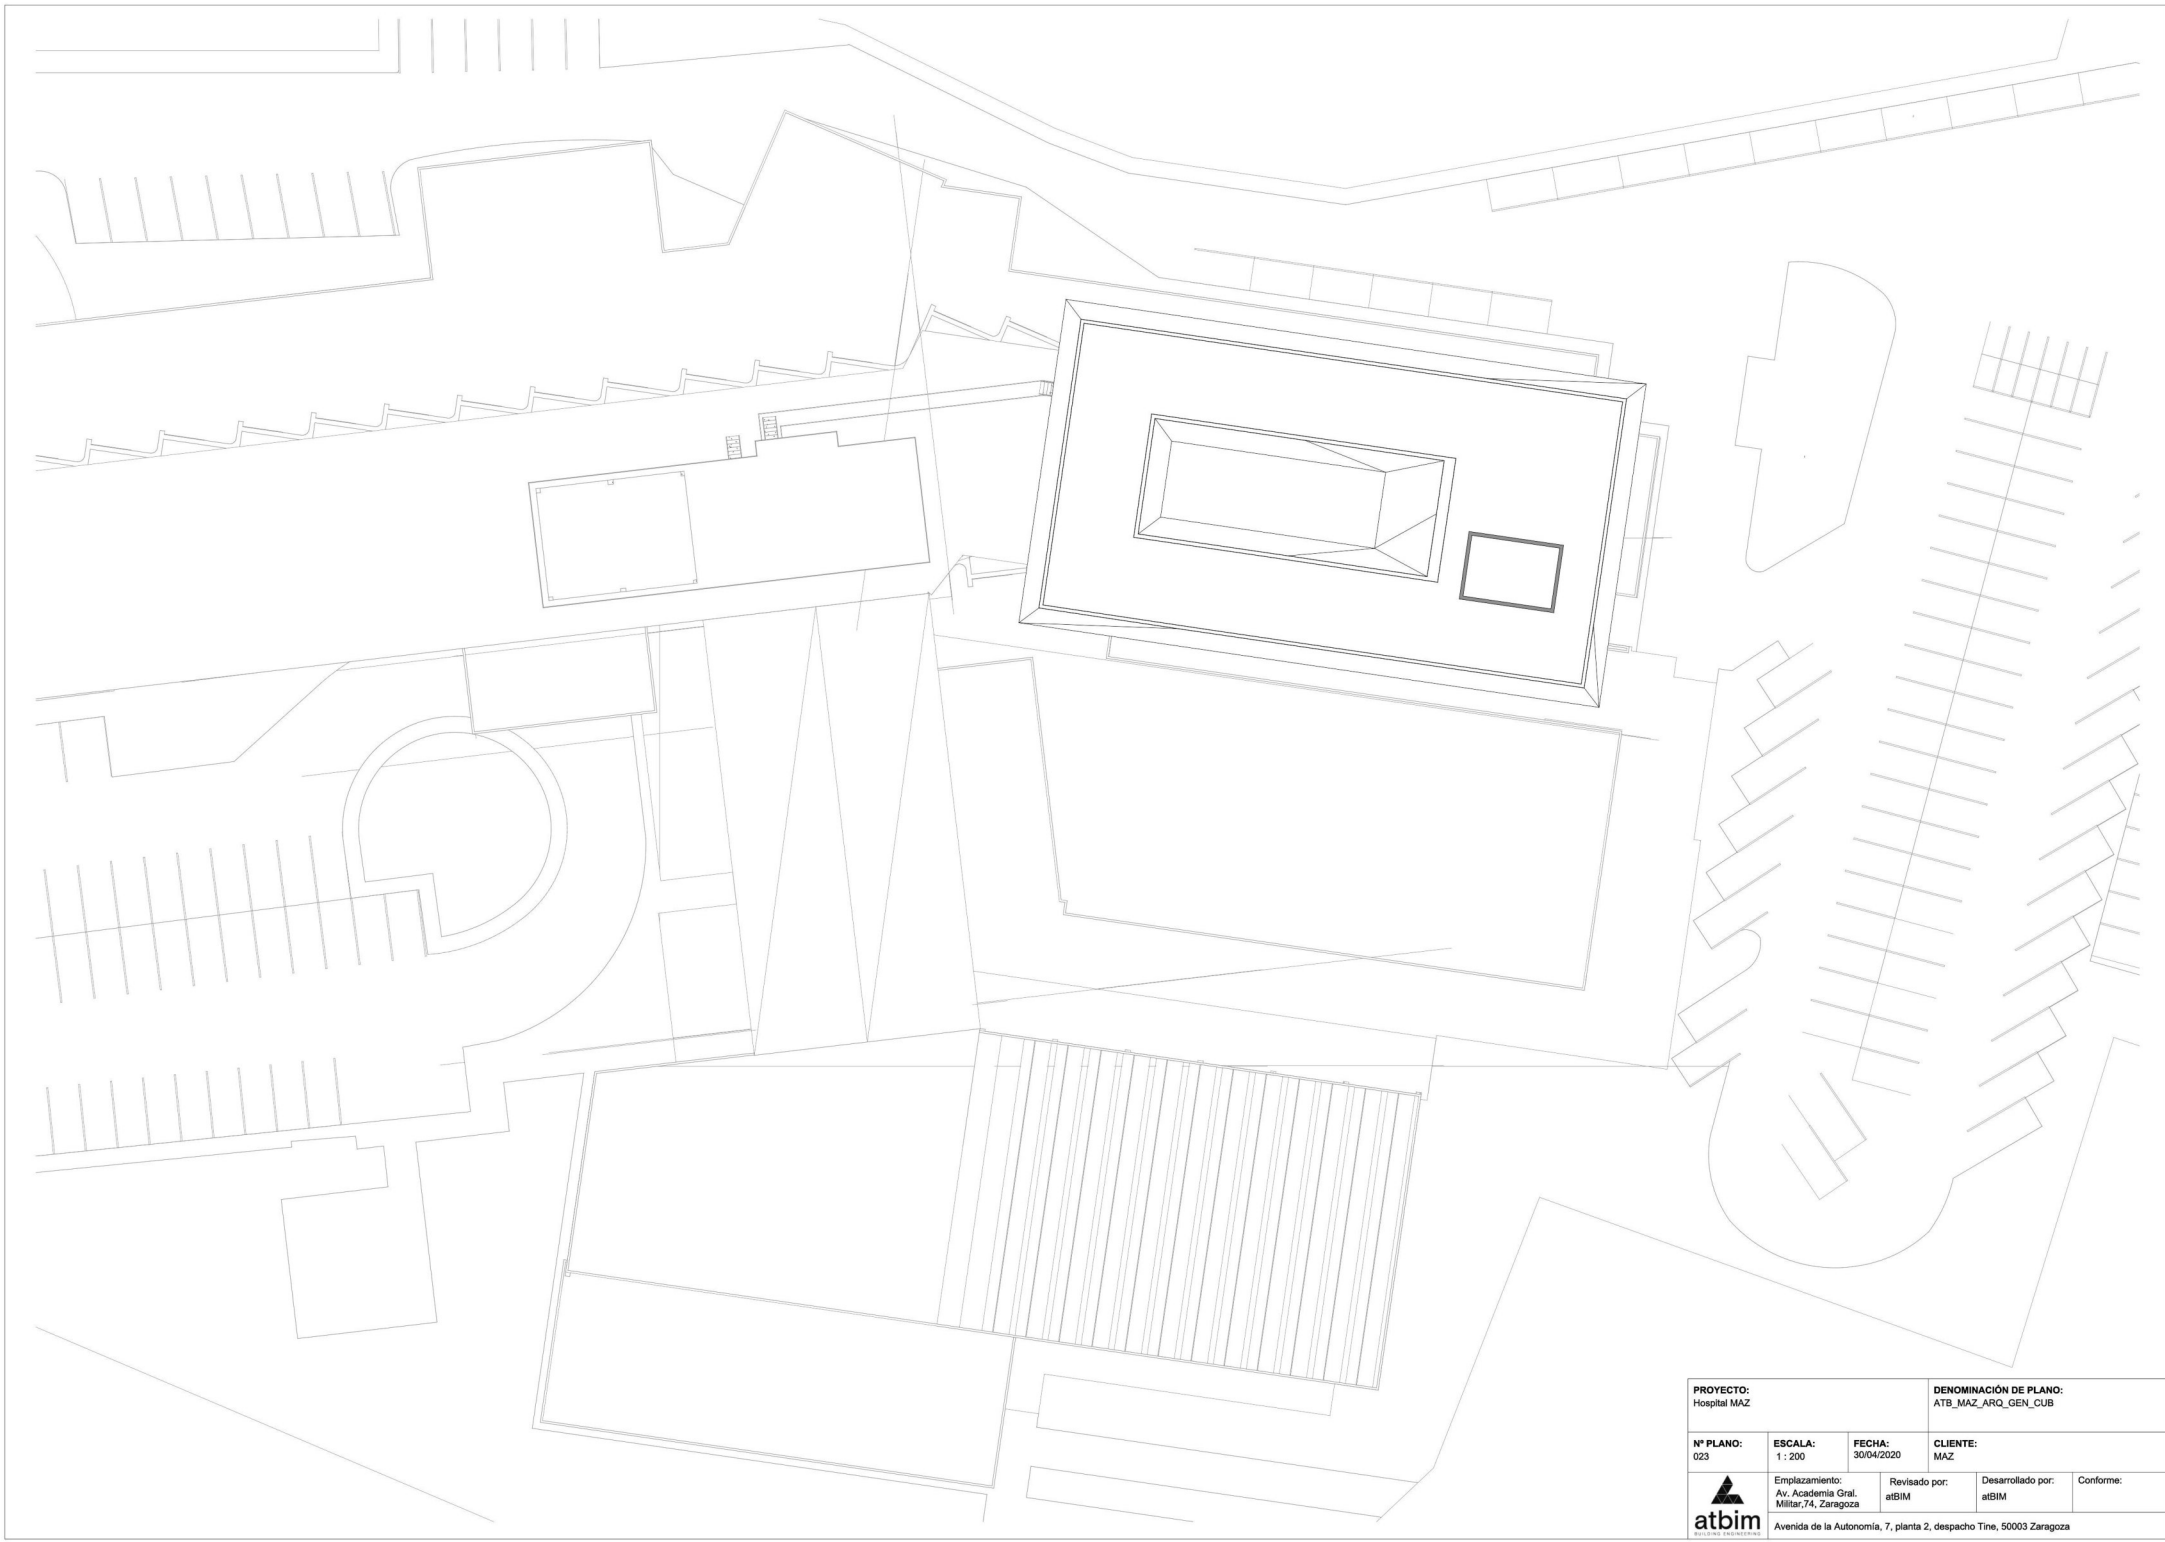 PROYECTO:
Hospital MAZ
DENOMINACIÓN DE PLANO:
ATB_MAZ_ARQ_GEN_CUB
Nº PLANO:
023
ESCALA:
1 : 200
FECHA:
30/04/2020
CLIENTE:
MAZ
atbim
BUILDING ENGINEERING
Emplazamiento:
Av. Academia Gral.
Militar,74, Zaragoza
Revisado por:
atBIM
Desarrollado por:
atBIM
Conforme:
Avenida de la Autonomía, 7, planta 2, despacho Tine, 50003 Zaragoza